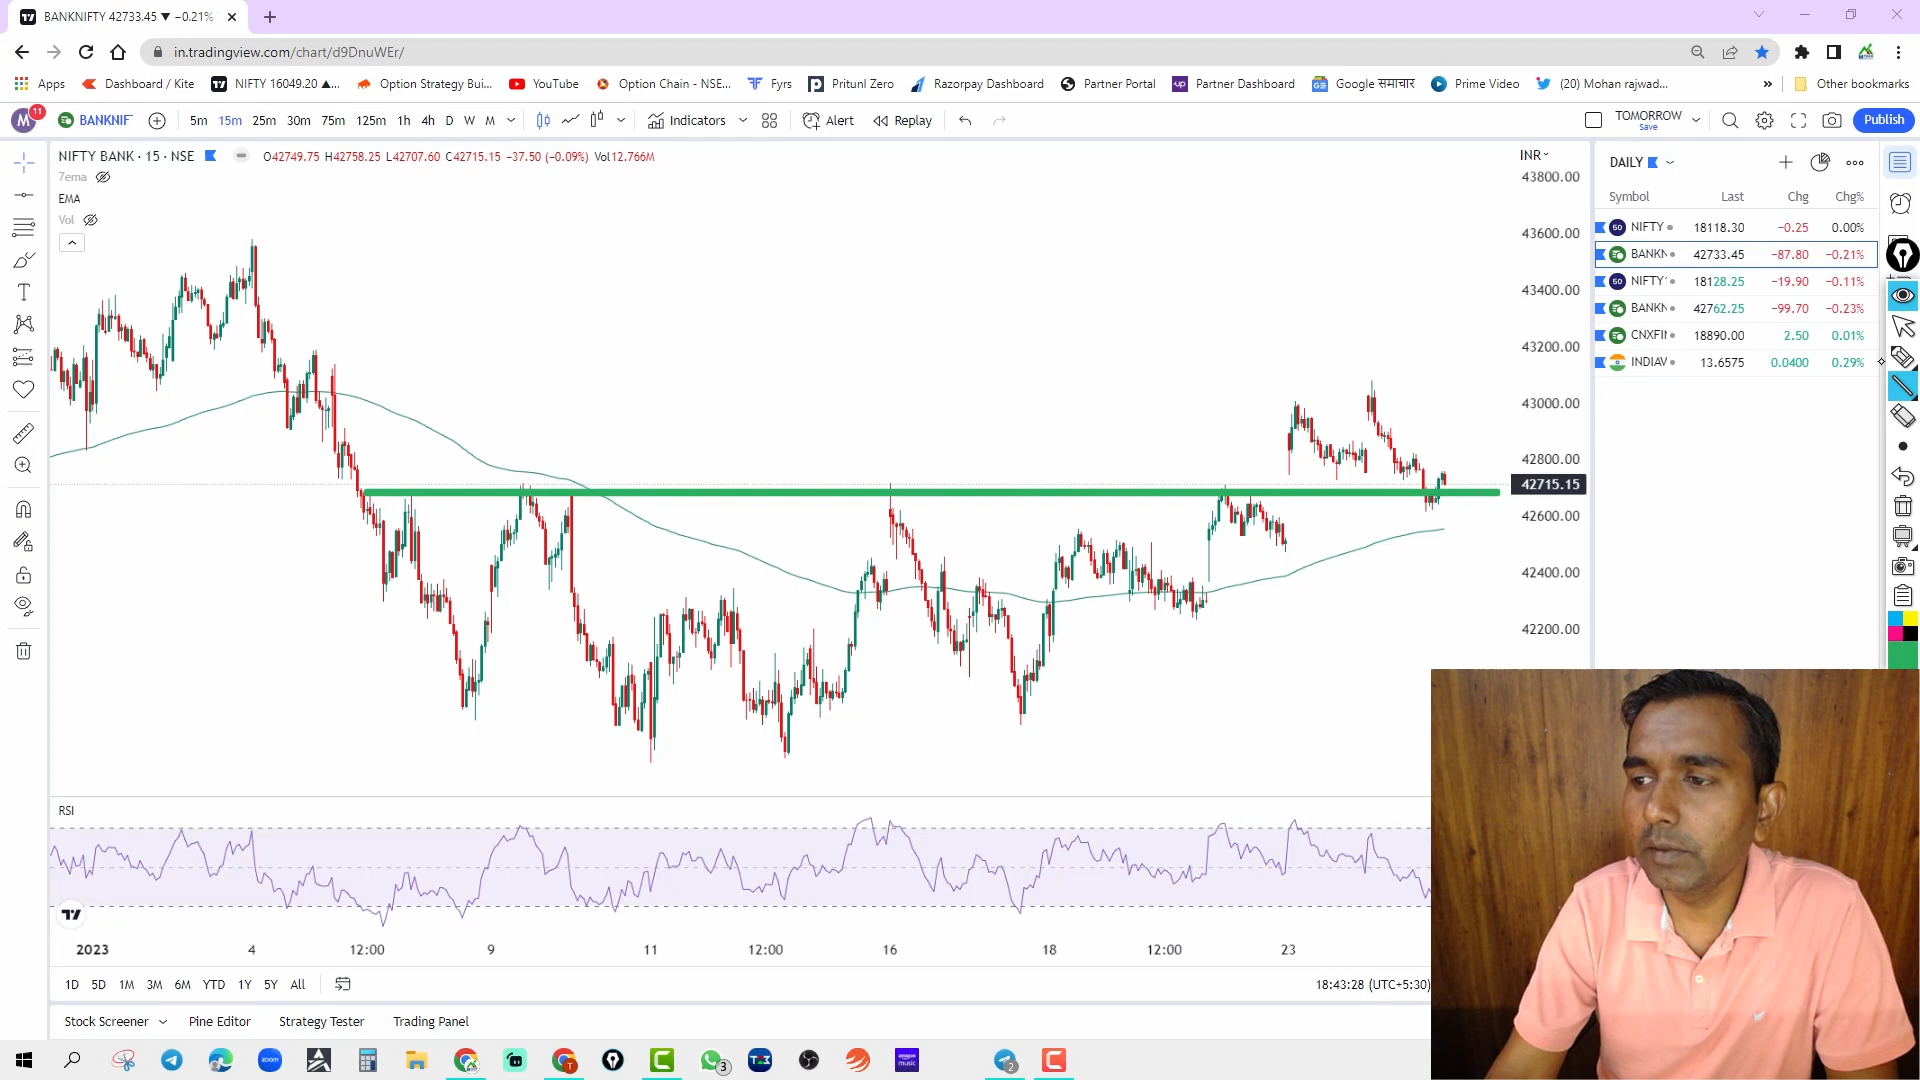 BANKNIFTY 42733.45 ▼ −0.21%
in.tradingview.com/chart/d9DnuWEr/
Apps
Dashboard / Kite
NIFTY 16049.20 ▲...
Option Strategy Bui...
YouTube
Option Chain - NSE...
Fyrs
Pritunl Zero
Razorpay Dashboard
Partner Portal
up
Partner Dashboard
Google समाचार
Prime Video
(20) Mohan rajwad...
»
Other bookmarks
M
11
BANKNIF
5m 15m 25m 30m 75m 125m 1h 4h D W M
Indicators
Alert
Replay
TOMORROW
Save
Publish
NIFTY BANK · 15 · NSE
O42749.75 H42758.25 L42707.60 C42715.15 −37.50 (−0.09%) Vol12.766M
7ema
EMA
Vol
INR
43800.00
43600.00
43400.00
43200.00
43000.00
42800.00
42715.15
42600.00
42400.00
42200.00
DAILY
Symbol Last Chg Chg%
50 NIFTY 18118.30 −0.25 0.00%
BANKN 42733.45 −87.80 −0.21%
50 NIFTY 18128.25 −19.90 −0.11%
BANKN 42762.25 −99.70 −0.23%
CNXFI 18890.00 2.50 0.01%
INDIAV 13.6575 0.0400 0.29%
RSI
2023 4 12:00 9 11 12:00 16 18 12:00 23
1D 5D 1M 3M 6M YTD 1Y 5Y All
18:43:28 (UTC+5:30)
Stock Screener
Pine Editor
Strategy Tester
Trading Panel
zoom
T
3
amazon music
2